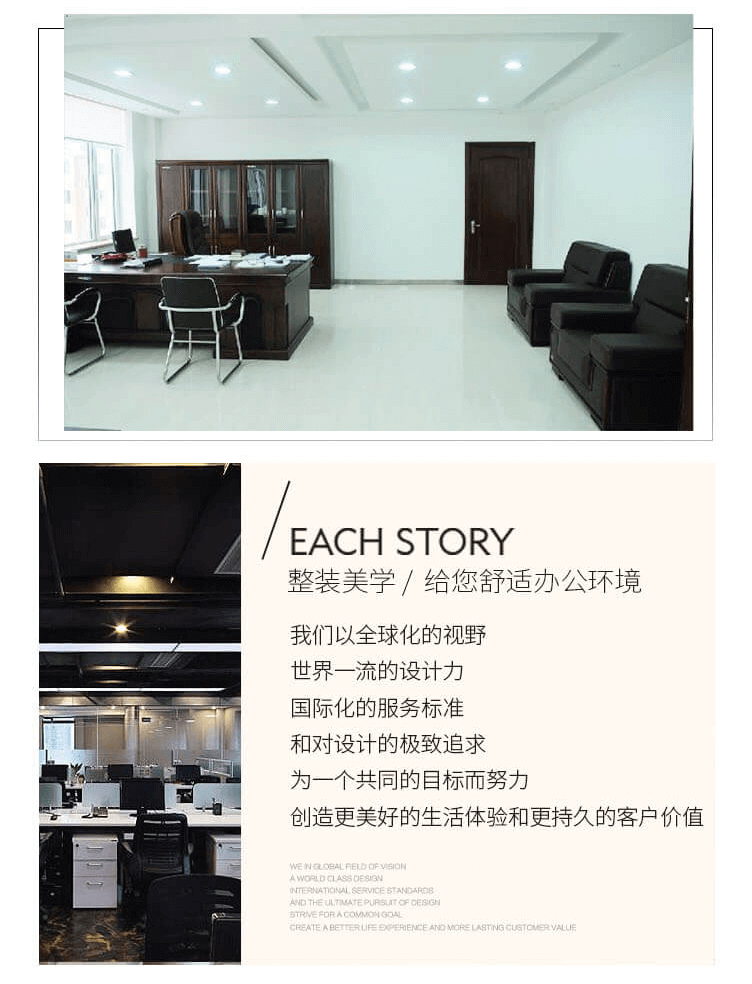 EACH STORY
整装美学 / 给您舒适办公环境
我们以全球化的视野
世界一流的设计力
国际化的服务标准
和对设计的极致追求
为一个共同的目标而努力
创造更美好的生活体验和更持久的客户价值
WE IN GLOBAL FIELD OF VISION
A WORLD CLASS DESIGN
INTERNATIONAL SERVICE STANDARDS
AND THE ULTIMATE PURSUIT OF DESIGN
STRIVE FOR A COMMON GOAL
CREATE A BETTER LIFE EXPERIENCE AND MORE LASTING CUSTOMER VALUE